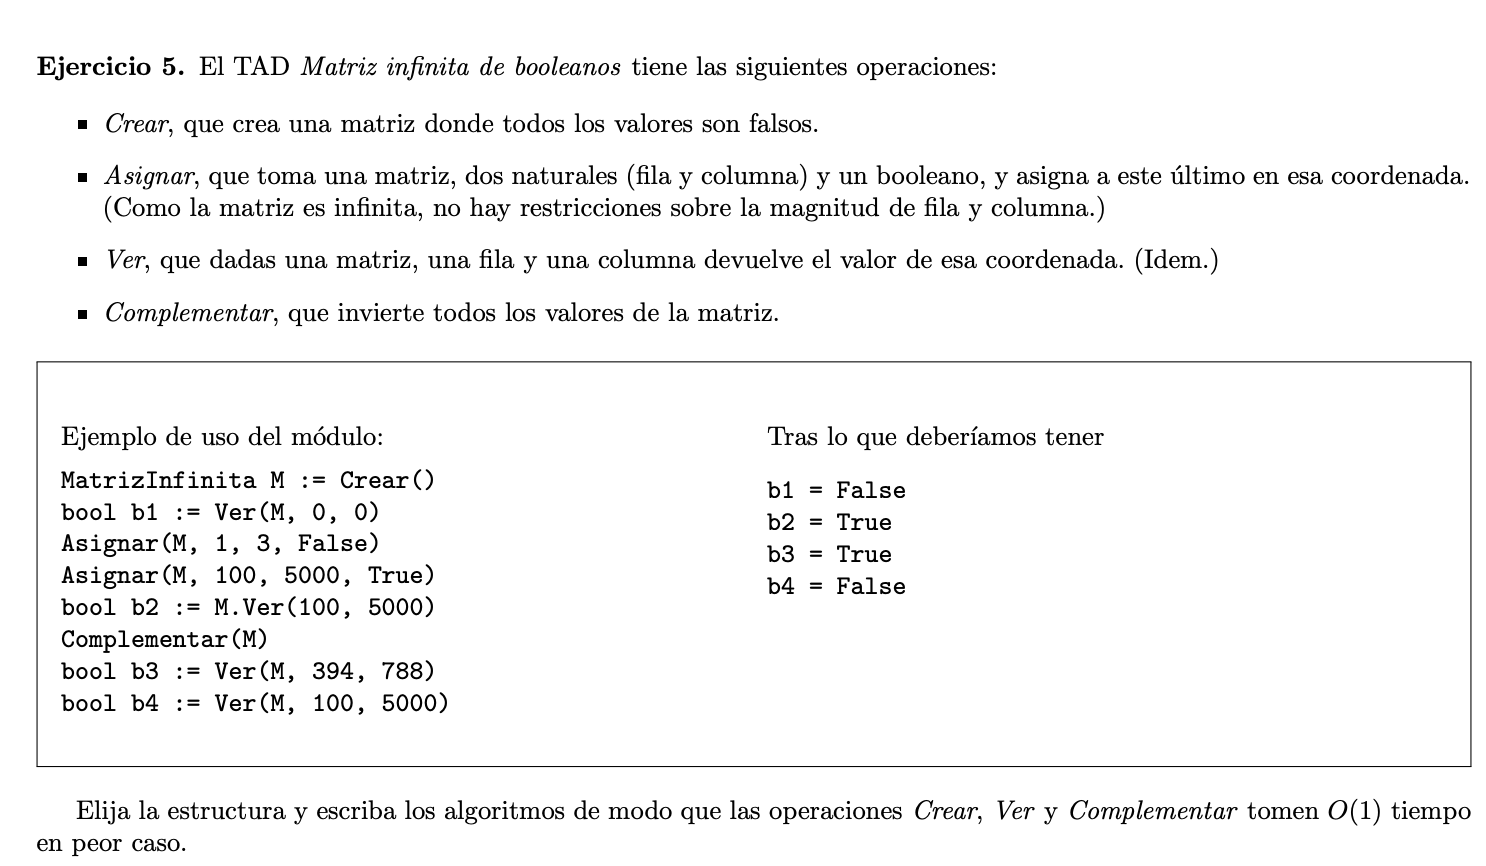 Ejercicio 5. El TAD Matriz infinita de booleanos tiene las siguientes operaciones:
▪ Crear, que crea una matriz donde todos los valores son falsos.
▪ Asignar, que toma una matriz, dos naturales (fila y columna) y un booleano, y asigna a este último en esa coordenada.
(Como la matriz es infinita, no hay restricciones sobre la magnitud de fila y columna.)
▪ Ver, que dadas una matriz, una fila y una columna devuelve el valor de esa coordenada. (Idem.)
▪ Complementar, que invierte todos los valores de la matriz.
Ejemplo de uso del módulo:
MatrizInfinita M := Crear()
bool b1 := Ver(M, 0, 0)
Asignar(M, 1, 3, False)
Asignar(M, 100, 5000, True)
bool b2 := M.Ver(100, 5000)
Complementar(M)
bool b3 := Ver(M, 394, 788)
bool b4 := Ver(M, 100, 5000)
Tras lo que deberíamos tener
b1 = False
b2 = True
b3 = True
b4 = False
Elija la estructura y escriba los algoritmos de modo que las operaciones Crear, Ver y Complementar tomen O(1) tiempo
en peor caso.